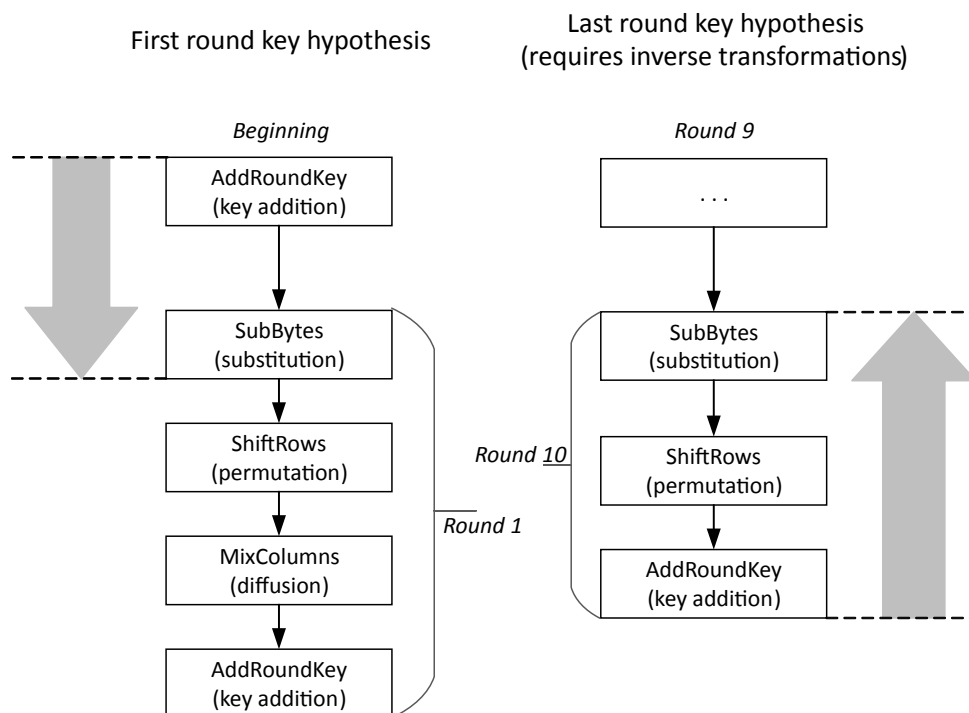 First round key hypothesis
Beginning
AddRoundKey
(key addition)
SubBytes
(substitution)
ShiftRows
(permutation)
MixColumns
(diffusion)
AddRoundKey
(key addition)
Round 1
Last round key hypothesis
(requires inverse transformations)
Round 9
. . .
SubBytes
(substitution)
ShiftRows
(permutation)
AddRoundKey
(key addition)
Round 10